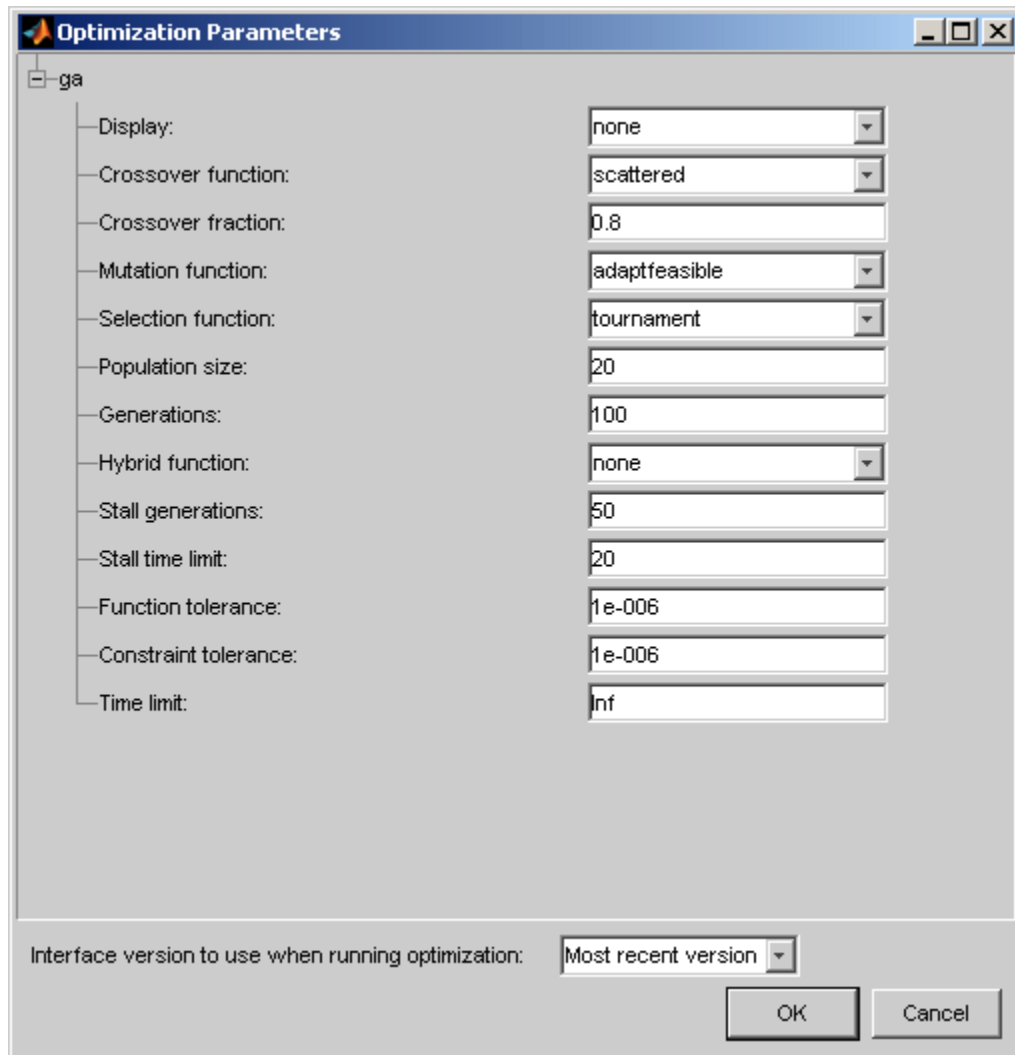 Optimization Parameters
ga
Display: none
Crossover function: scattered
Crossover fraction: 0.8
Mutation function: adaptfeasible
Selection function: tournament
Population size: 20
Generations: 100
Hybrid function: none
Stall generations: 50
Stall time limit: 20
Function tolerance: 1e-006
Constraint tolerance: 1e-006
Time limit: Inf
Interface version to use when running optimization: Most recent version
OK Cancel